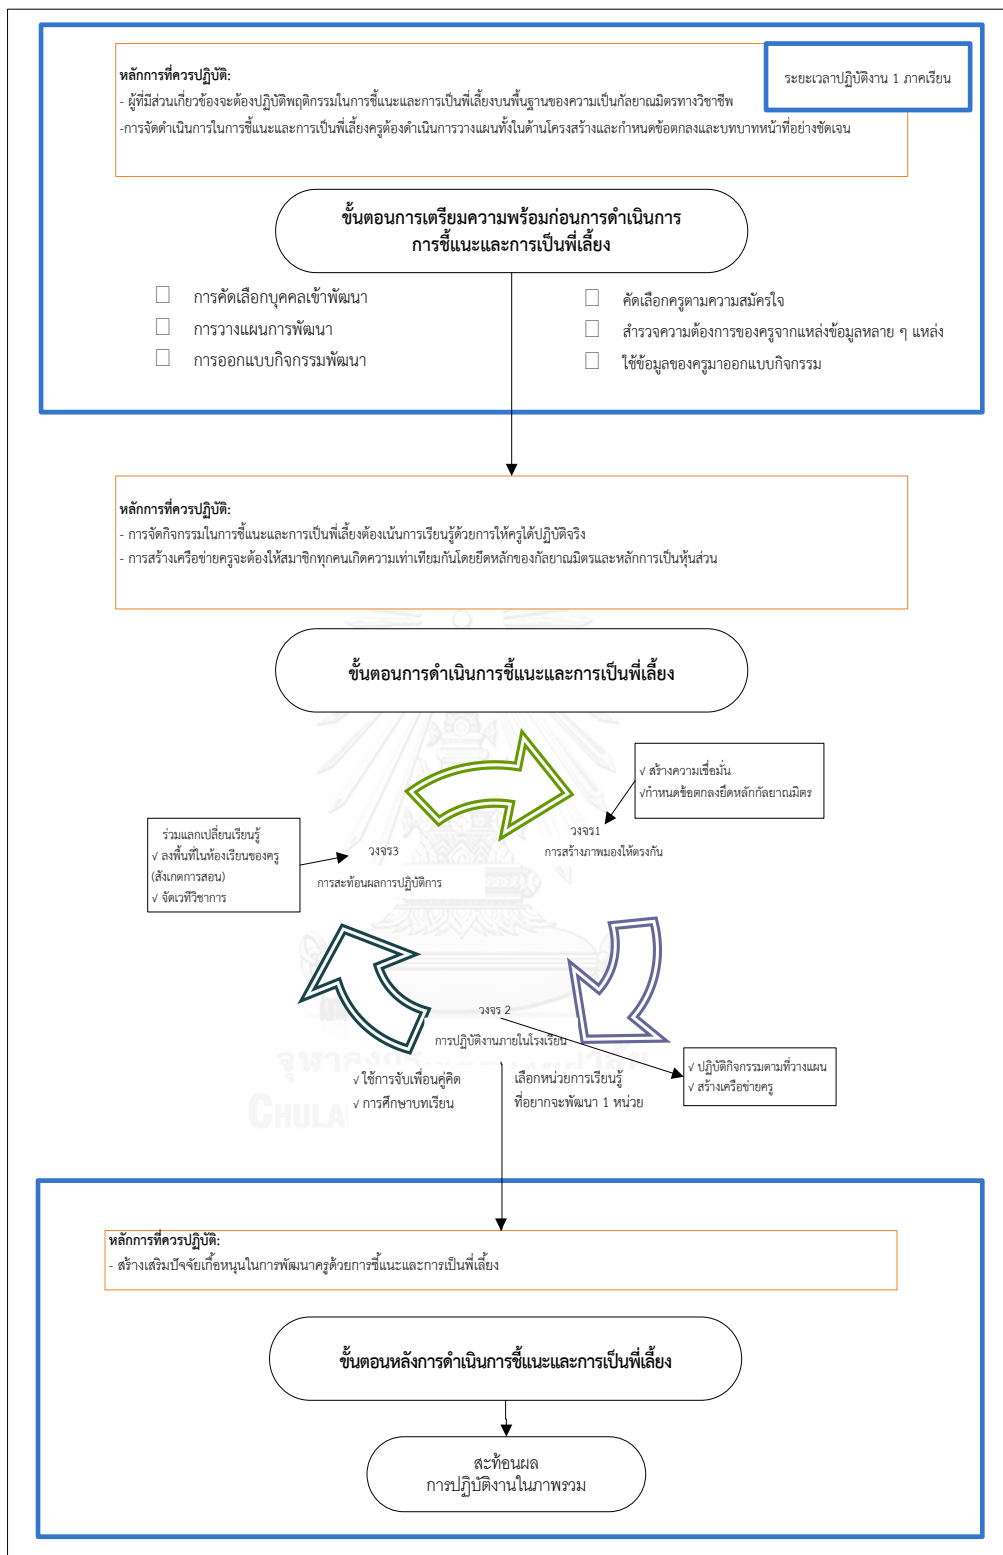 ระยะเวลาปฏิบัติงาน 1 ภาคเรียน
หลักการที่ควรปฏิบัติ:
- ผู้ที่มีส่วนเกี่ยวข้องจะต้องปฏิบัติพฤติกรรมในการชี้แนะและการเป็นพี่เลี้ยงบนพื้นฐานของความเป็นกัลยาณมิตรทางวิชาชีพ
-การจัดดำเนินการในการชี้แนะและการเป็นพี่เลี้ยงครูต้องดำเนินการวางแผนทั้งในด้านโครงสร้างและกำหนดข้อตกลงและบทบาทหน้าที่อย่างชัดเจน
ขั้นตอนการเตรียมความพร้อมก่อนการดำเนินการ
การชี้แนะและการเป็นพี่เลี้ยง
การคัดเลือกบุคคลเข้าพัฒนา
การวางแผนการพัฒนา
การออกแบบกิจกรรมพัฒนา
คัดเลือกครูตามความสมัครใจ
สำรวจความต้องการของครูจากแหล่งข้อมูลหลาย ๆ แหล่ง
ใช้ข้อมูลของครูมาออกแบบกิจกรรม
หลักการที่ควรปฏิบัติ:
- การจัดกิจกรรมในการชี้แนะและการเป็นพี่เลี้ยงต้องเน้นการเรียนรู้ด้วยการให้ครูได้ปฏิบัติจริง
- การสร้างเครือข่ายครูจะต้องให้สมาชิกทุกคนเกิดความเท่าเทียมกันโดยยึดหลักของกัลยาณมิตรและหลักการเป็นหุ้นส่วน
ขั้นตอนการดำเนินการชี้แนะและการเป็นพี่เลี้ยง
√ สร้างความเชื่อมั่น
√กำหนดข้อตกลงยึดหลักกัลยาณมิตร
วงจร1
การสร้างภาพมองให้ตรงกัน
ร่วมแลกเปลี่ยนเรียนรู้
√ ลงพื้นที่ในห้องเรียนของครู
(สังเกตการสอน)
√ จัดเวทีวิชาการ
วงจร3
การสะท้อนผลการปฏิบัติการ
วงจร 2
การปฏิบัติงานภายในโรงเรียน
√ ใช้การจับเพื่อนคู่คิด
√ การศึกษาบทเรียน
เลือกหน่วยการเรียนรู้
ที่อยากจะพัฒนา 1 หน่วย
√ ปฏิบัติกิจกรรมตามที่วางแผน
√ สร้างเครือข่ายครู
CHULA
หลักการที่ควรปฏิบัติ:
- สร้างเสริมปัจจัยเกื้อหนุนในการพัฒนาครูด้วยการชี้แนะและการเป็นพี่เลี้ยง
ขั้นตอนหลังการดำเนินการชี้แนะและการเป็นพี่เลี้ยง
สะท้อนผล
การปฏิบัติงานในภาพรวม